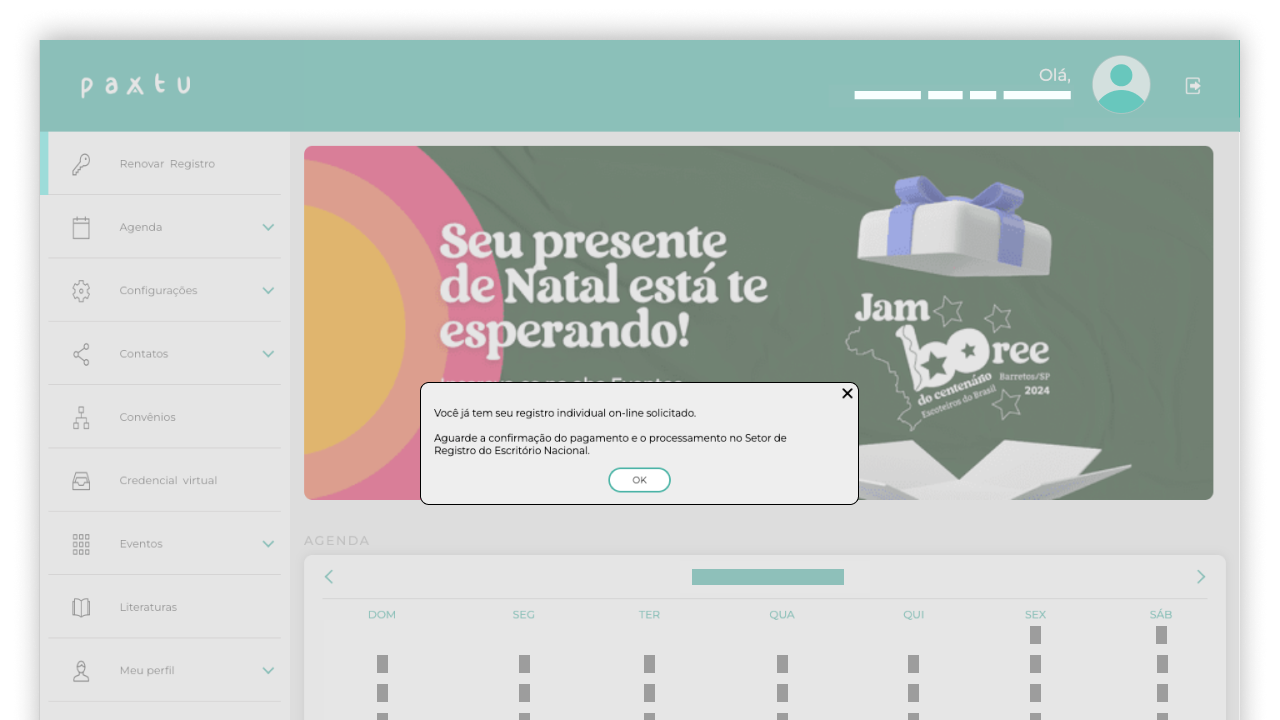 paxtu
Olá,
Renovar Registro
Agenda
Configurações
Contatos
Convênios
Credencial virtual
Eventos
Literaturas
Meu perfil
Seu presente
de Natal está te
esperando!
Jam
boree
do centenário
Escoteiros do Brasil
Barretos/SP
2024
Você já tem seu registro individual on-line solicitado.
Aguarde a confirmação do pagamento e o processamento no Setor de
Registro do Escritório Nacional.
OK
AGENDA
DOM SEG TER QUA QUI SEX SÁB